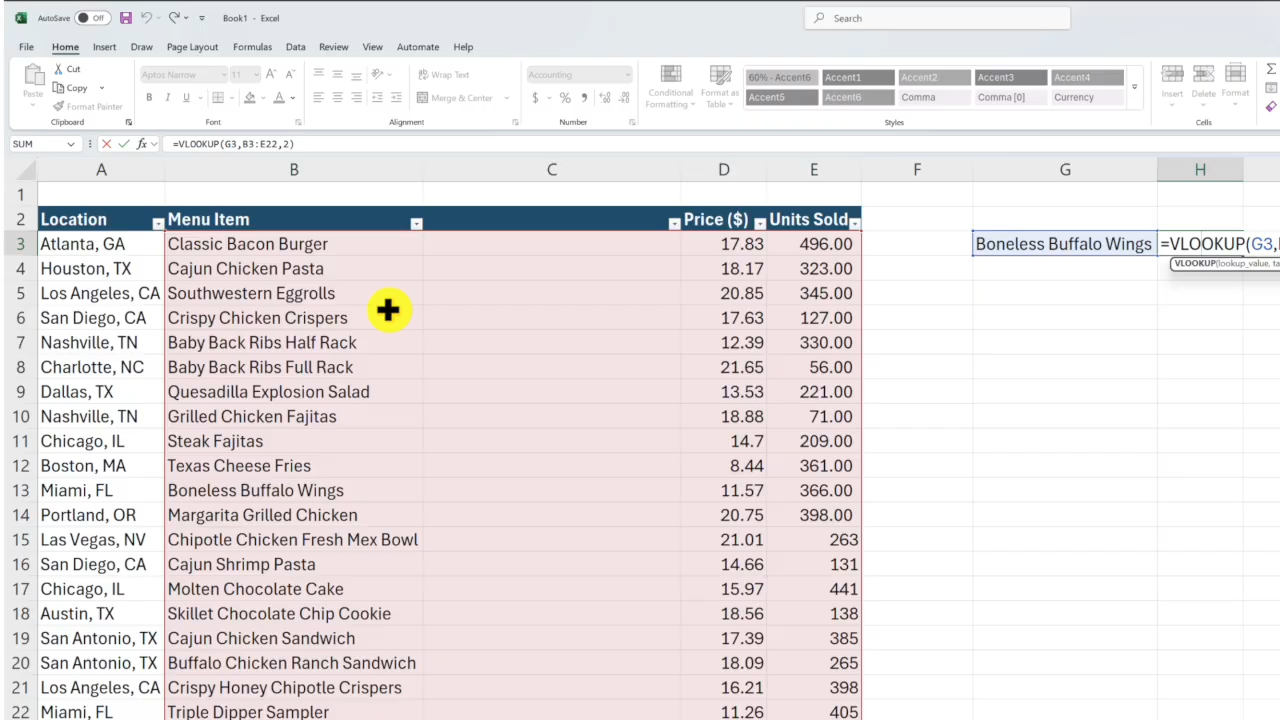 AutoSave Off Book1 - Excel Search
File Home Insert Draw Page Layout Formulas Data Review View Automate Help
Paste Cut Copy Format Painter Clipboard
Aptos Narrow 11 A A B I U A Font
Wrap Text Merge & Center Alignment
Accounting $ % Number
Conditional Formatting Format as Table
60% - Accent6 Accent1 Accent2 Accent3 Accent4
Accent5 Accent6 Comma Comma [0] Currency
Styles
Insert Delete Format Cells
SUM fx =VLOOKUP(G3,B3:E22,2)
A B C D E F G H
1
2 Location Menu Item Price ($) Units Sold
3 Atlanta, GA Classic Bacon Burger 17.83 496.00 Boneless Buffalo Wings =VLOOKUP(G3,
VLOOKUP(lookup_value, ta
4 Houston, TX Cajun Chicken Pasta 18.17 323.00
5 Los Angeles, CA Southwestern Eggrolls 20.85 345.00
6 San Diego, CA Crispy Chicken Crispers 17.63 127.00
7 Nashville, TN Baby Back Ribs Half Rack 12.39 330.00
8 Charlotte, NC Baby Back Ribs Full Rack 21.65 56.00
9 Dallas, TX Quesadilla Explosion Salad 13.53 221.00
10 Nashville, TN Grilled Chicken Fajitas 18.88 71.00
11 Chicago, IL Steak Fajitas 14.7 209.00
12 Boston, MA Texas Cheese Fries 8.44 361.00
13 Miami, FL Boneless Buffalo Wings 11.57 366.00
14 Portland, OR Margarita Grilled Chicken 20.75 398.00
15 Las Vegas, NV Chipotle Chicken Fresh Mex Bowl 21.01 263
16 San Diego, CA Cajun Shrimp Pasta 14.66 131
17 Chicago, IL Molten Chocolate Cake 15.97 441
18 Austin, TX Skillet Chocolate Chip Cookie 18.56 138
19 San Antonio, TX Cajun Chicken Sandwich 17.39 385
20 San Antonio, TX Buffalo Chicken Ranch Sandwich 18.09 265
21 Los Angeles, CA Crispy Honey Chipotle Crispers 16.21 398
22 Miami, FL Triple Dipper Sampler 11.26 405